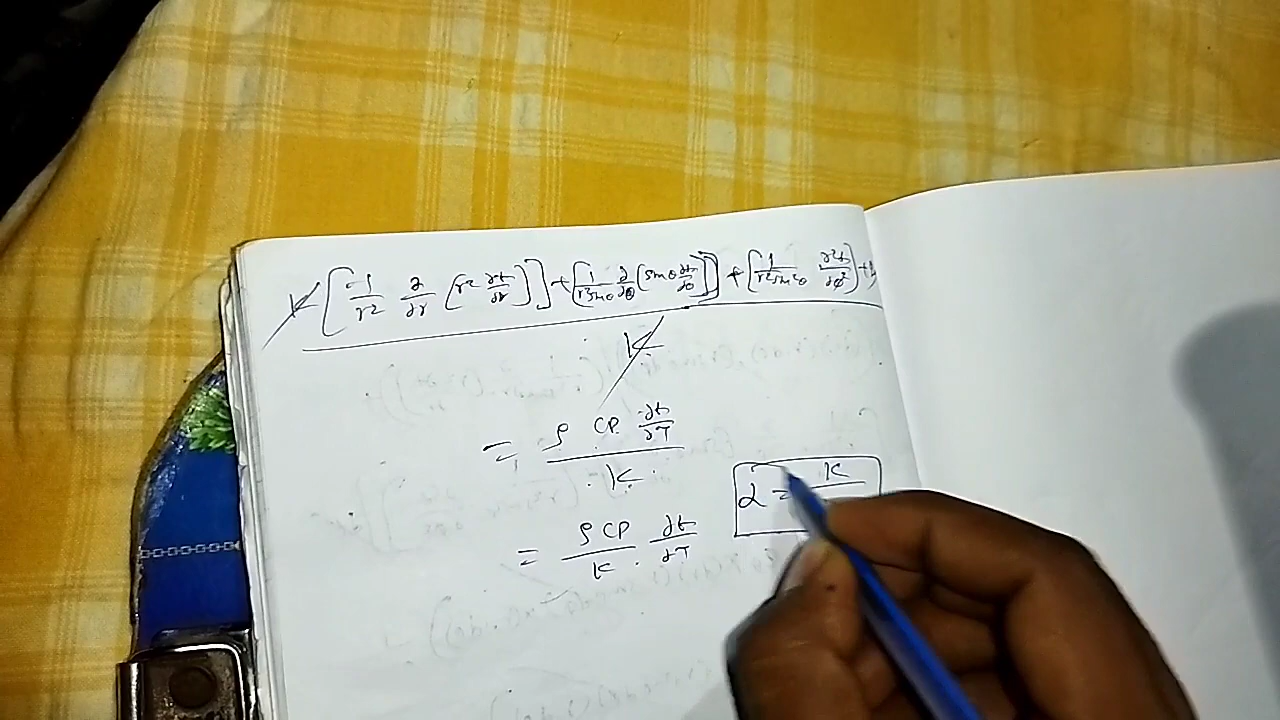 K [ 1/r² ∂/∂r (r² ∂t/∂r) ] + [ 1/r² sinθ ∂/∂θ (sinθ ∂t/∂θ) ] + [ 1/r² sin²θ ∂²t/∂φ² ] +
K
= ρ CP ∂t/∂T / K
α = K
= ρ CP / K · ∂t/∂T